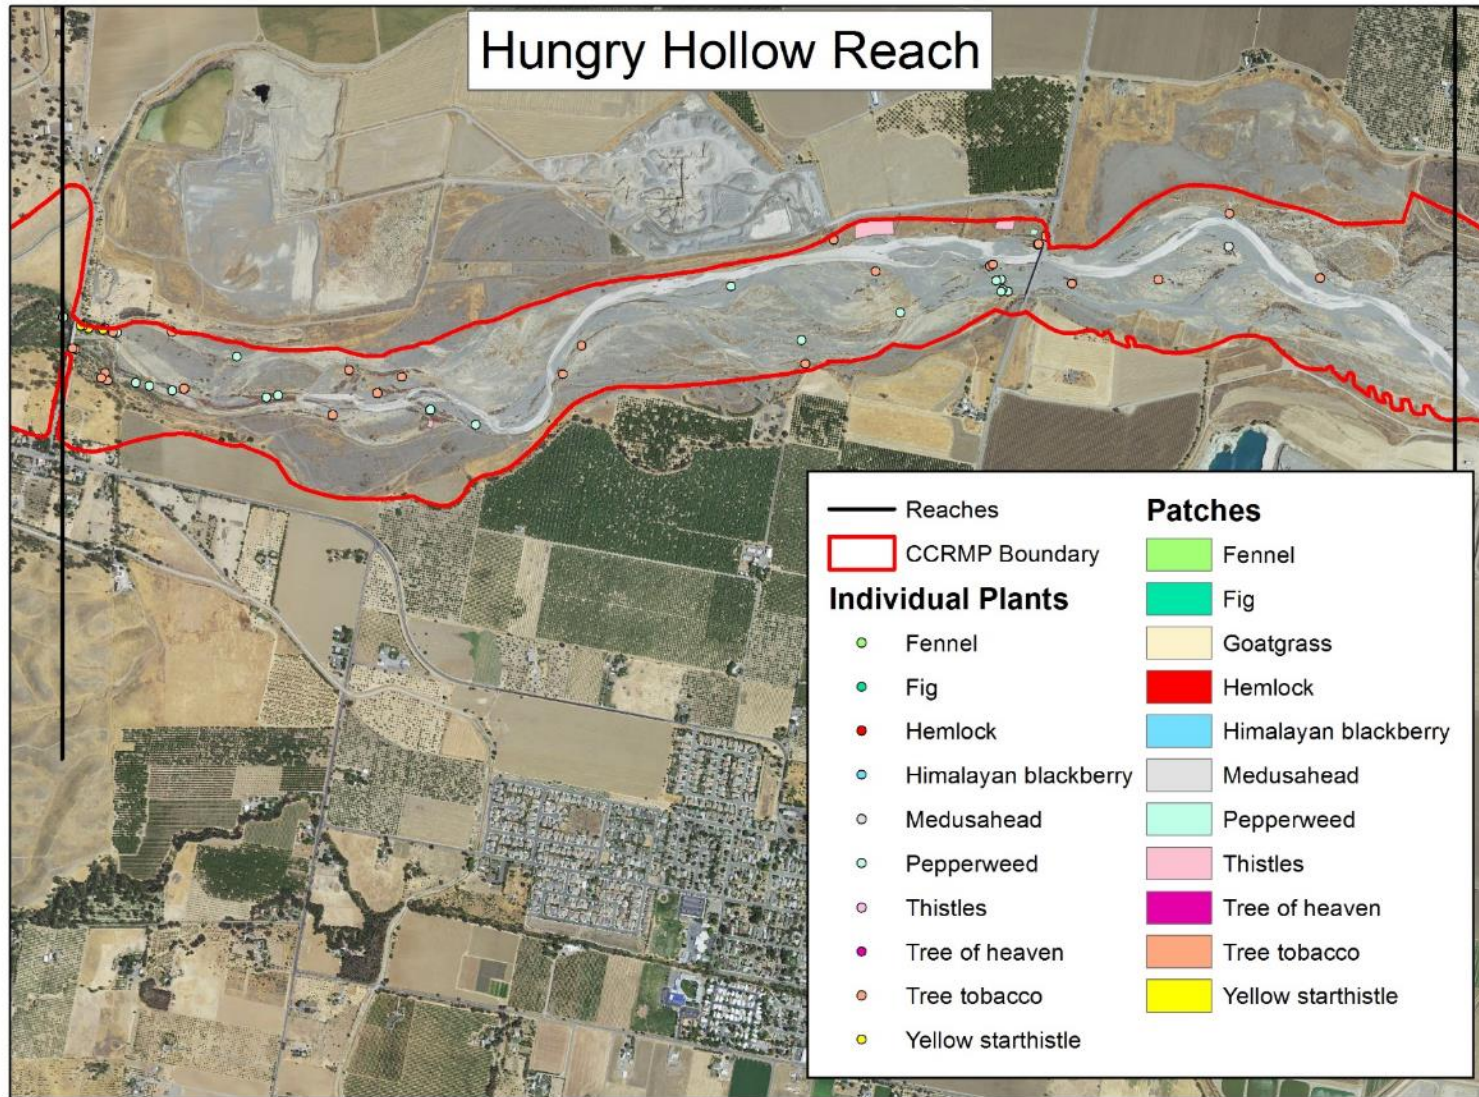 Hungry Hollow Reach
Reaches
CCRMP Boundary
Individual Plants
Fennel
Fig
Hemlock
Himalayan blackberry
Medusahead
Pepperweed
Thistles
Tree of heaven
Tree tobacco
Yellow starthistle
Patches
Fennel
Fig
Goatgrass
Hemlock
Himalayan blackberry
Medusahead
Pepperweed
Thistles
Tree of heaven
Tree tobacco
Yellow starthistle